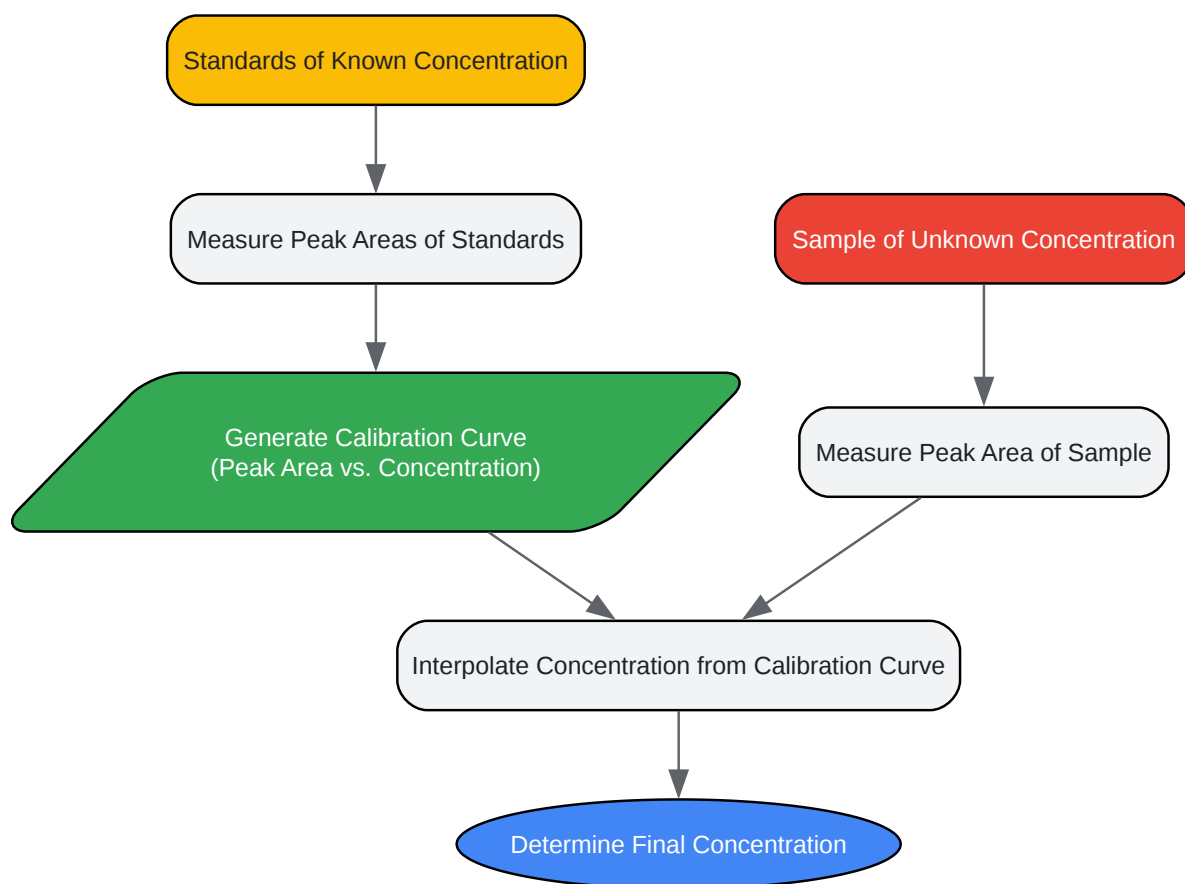 Standards of Known Concentration
Measure Peak Areas of Standards
Sample of Unknown Concentration
Generate Calibration Curve
(Peak Area vs. Concentration)
Measure Peak Area of Sample
Interpolate Concentration from Calibration Curve
Determine Final Concentration